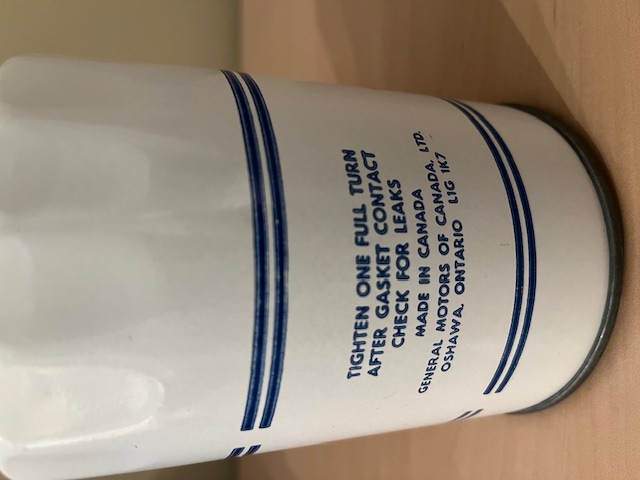 TIGHTEN ONE FULL TURN
AFTER GASKET CONTACT
CHECK FOR LEAKS
MADE IN CANADA
GENERAL MOTORS OF CANADA, LTD.
OSHAWA, ONTARIO L1G 1K7